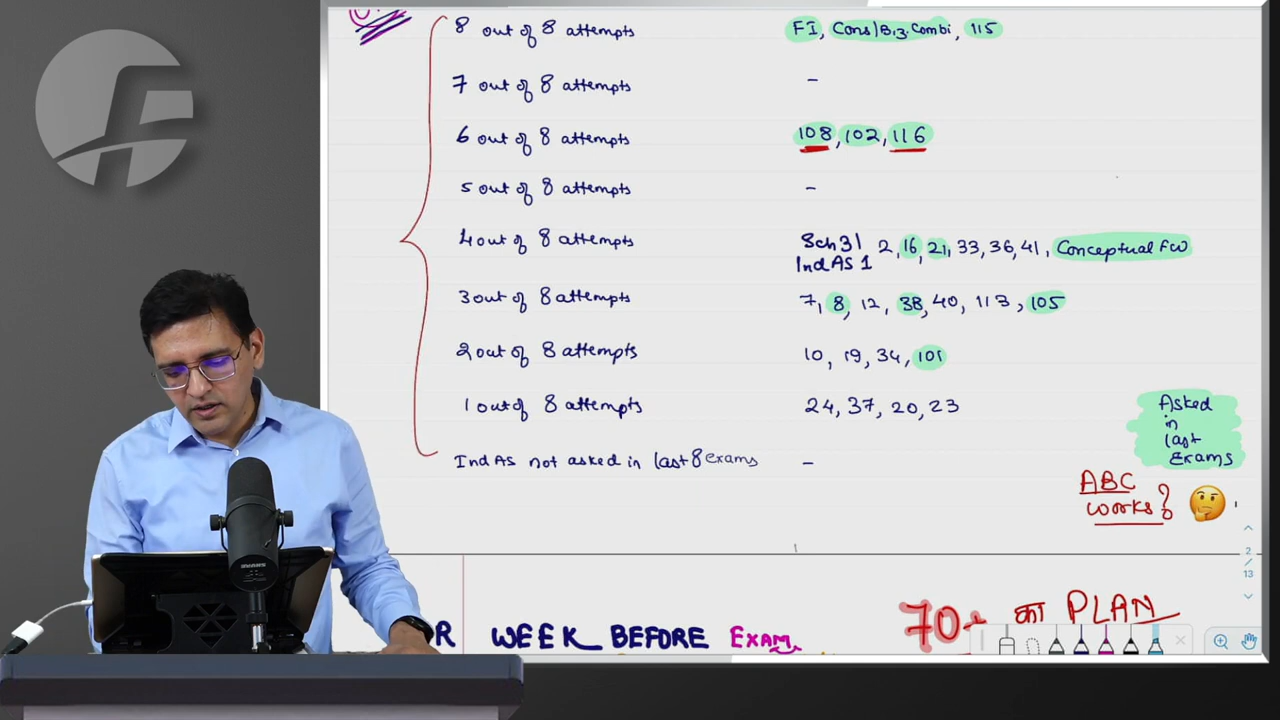 8 out of 8 attempts FI, Cons/B.3.Combi, 115
7 out of 8 attempts -
6 out of 8 attempts 108, 102, 116
5 out of 8 attempts -
4 out of 8 attempts Sch 3/ 2, 16, 21, 33, 36, 41, Conceptual FW
Ind AS 1
3 out of 8 attempts 7, 8, 12, 38, 40, 113, 105
2 out of 8 attempts 10, 19, 34, 101
1 out of 8 attempts 24, 37, 20, 23
Ind AS not asked in last 8 exams -
Asked
in
last
Exams
ABC
works?
2
/
13
70+ का PLAN
WEEK BEFORE EXAM